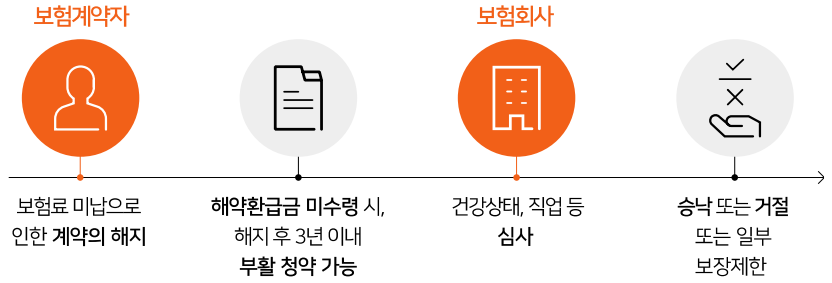 보험계약자
보험회사
보험료 미납으로
인한 계약의 해지
해약환급금 미수령 시,
해지 후 3년 이내
부활 청약 가능
건강상태, 직업 등
심사
승낙 또는 거절
또는 일부
보장제한